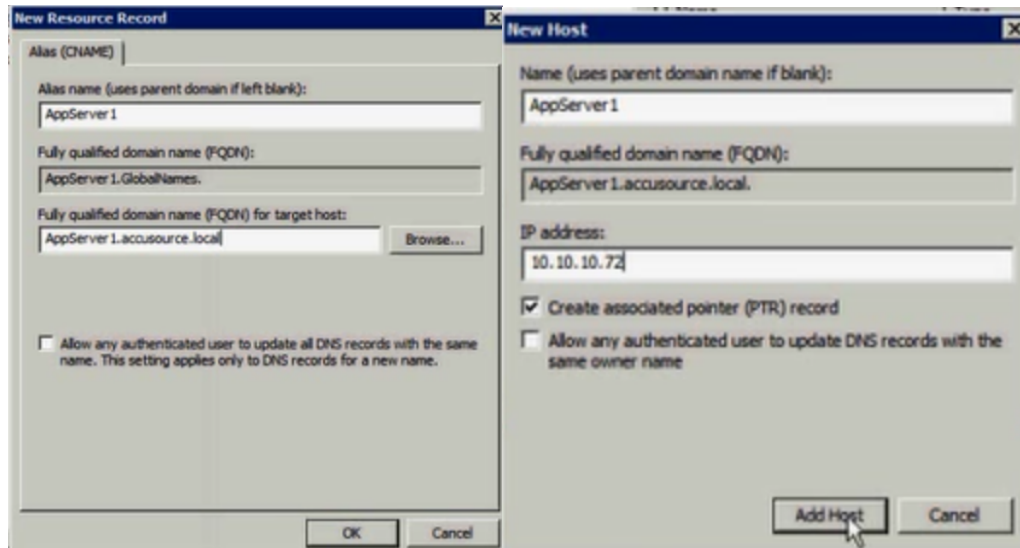 New Resource Record
Alias (CNAME)
Alias name (uses parent domain if left blank):
AppServer1
Fully qualified domain name (FQDN):
AppServer1.GlobalNames.
Fully qualified domain name (FQDN) for target host:
AppServer1.accusource.local
Browse...
Allow any authenticated user to update all DNS records with the same
name. This setting applies only to DNS records for a new name.
OK
Cancel
New Host
Name (uses parent domain name if blank):
AppServer1
Fully qualified domain name (FQDN):
AppServer1.accusource.local.
IP address:
10.10.10.72
Create associated pointer (PTR) record
Allow any authenticated user to update DNS records with the
same owner name
Add Host
Cancel